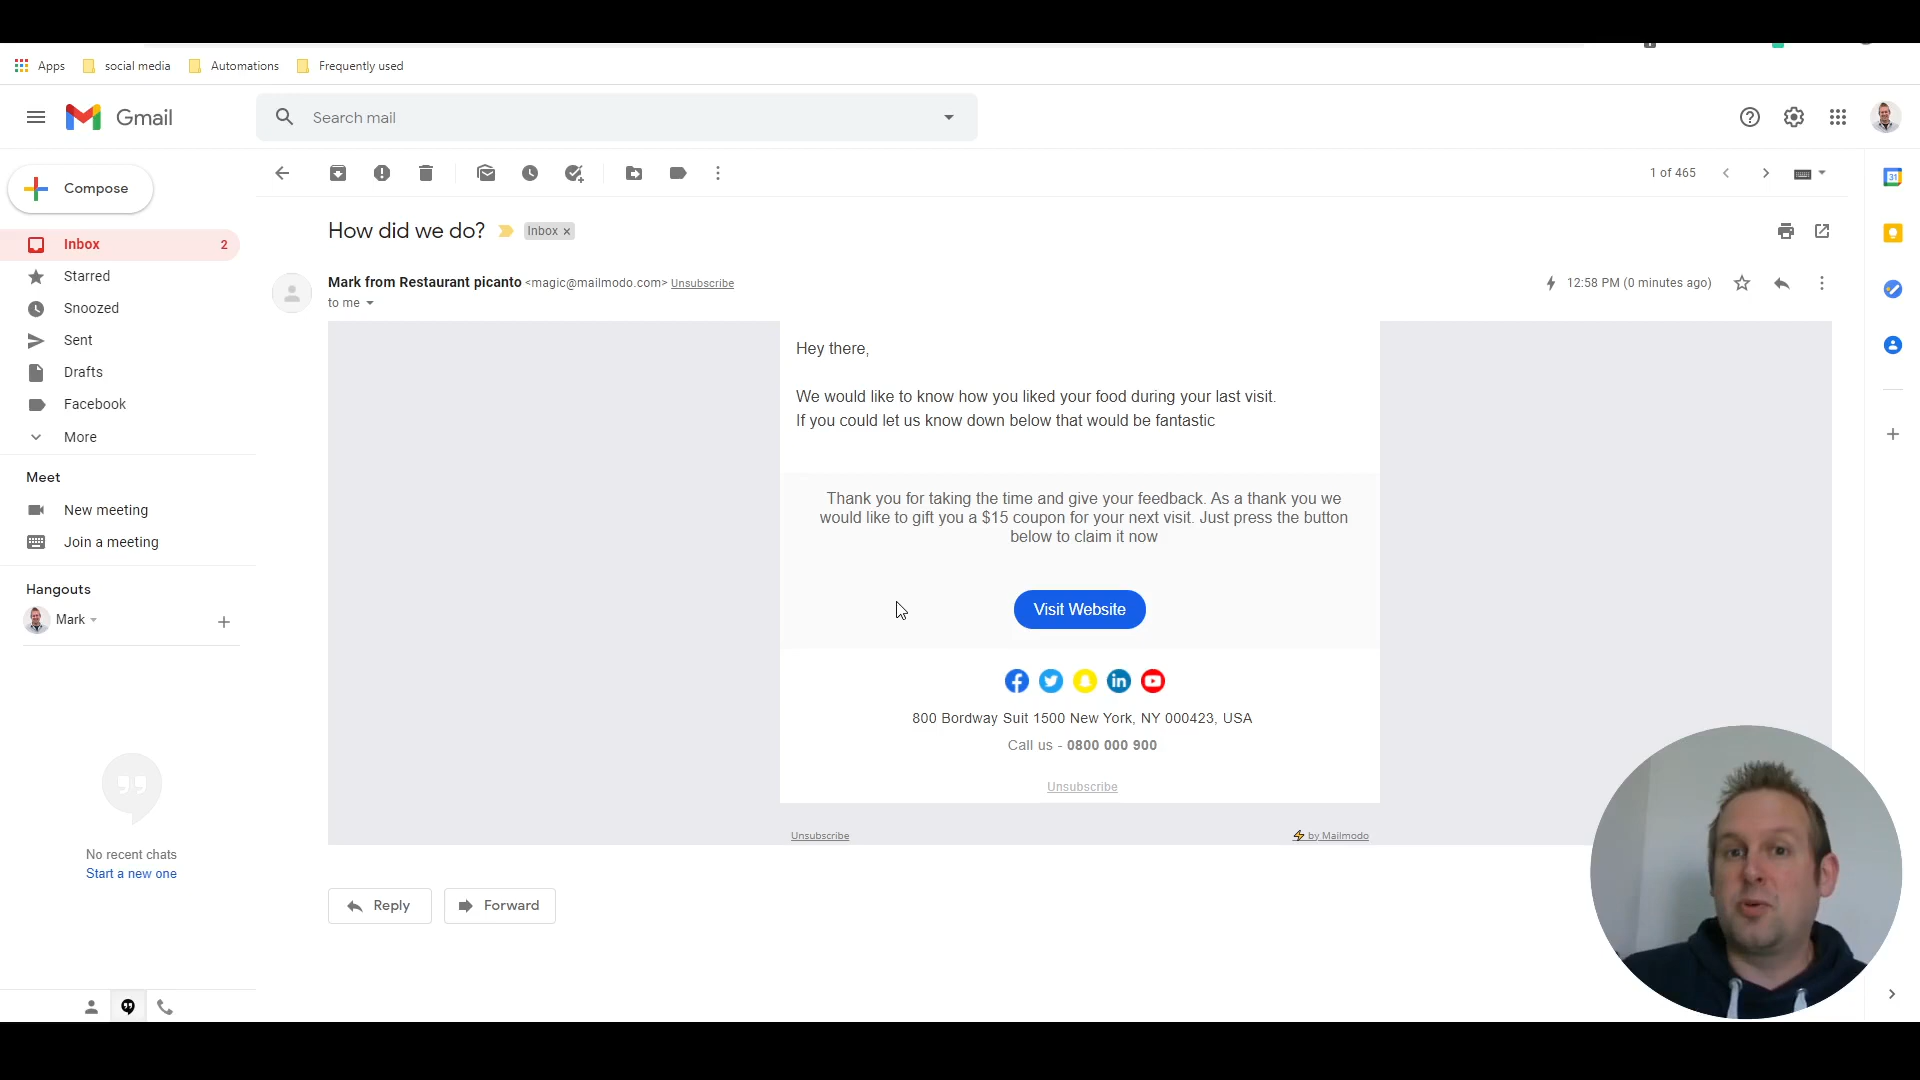 Apps social media Automations Frequently used
Gmail
Search mail
Compose
1 of 465
31
Inbox 2
Starred
Snoozed
Sent
Drafts
Facebook
More
Meet
New meeting
Join a meeting
Hangouts
Mark
No recent chats
Start a new one
How did we do? Inbox ×
Mark from Restaurant picanto <magic@mailmodo.com> Unsubscribe
12:58 PM (0 minutes ago)
to me
Hey there,
We would like to know how you liked your food during your last visit.
If you could let us know down below that would be fantastic
Thank you for taking the time and give your feedback. As a thank you we
would like to gift you a $15 coupon for your next visit. Just press the button
below to claim it now
Visit Website
800 Bordway Suit 1500 New York, NY 000423, USA
Call us - 0800 000 900
Unsubscribe
Unsubscribe
by Mailmodo
Reply
Forward